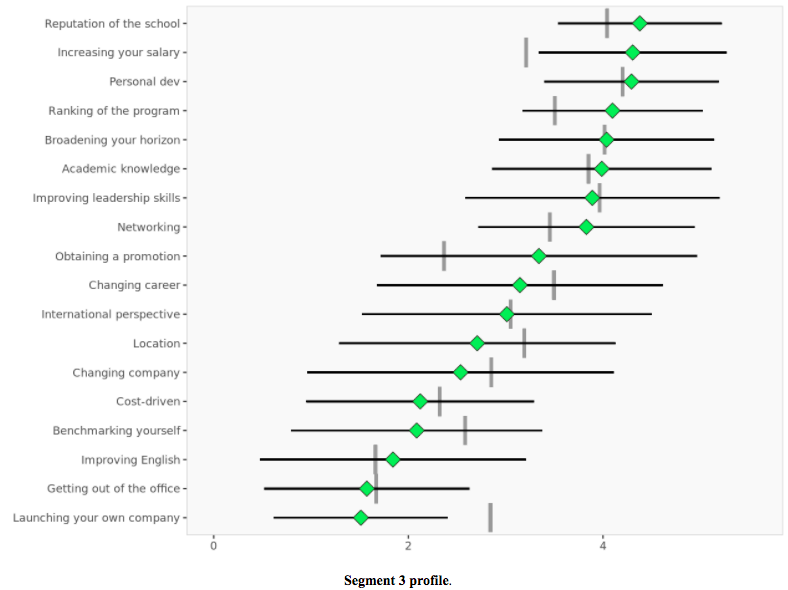 Reputation of the school
Increasing your salary
Personal dev
Ranking of the program
Broadening your horizon
Academic knowledge
Improving leadership skills
Networking
Obtaining a promotion
Changing career
International perspective
Location
Changing company
Cost-driven
Benchmarking yourself
Improving English
Getting out of the office
Launching your own company
0 2 4
Segment 3 profile.